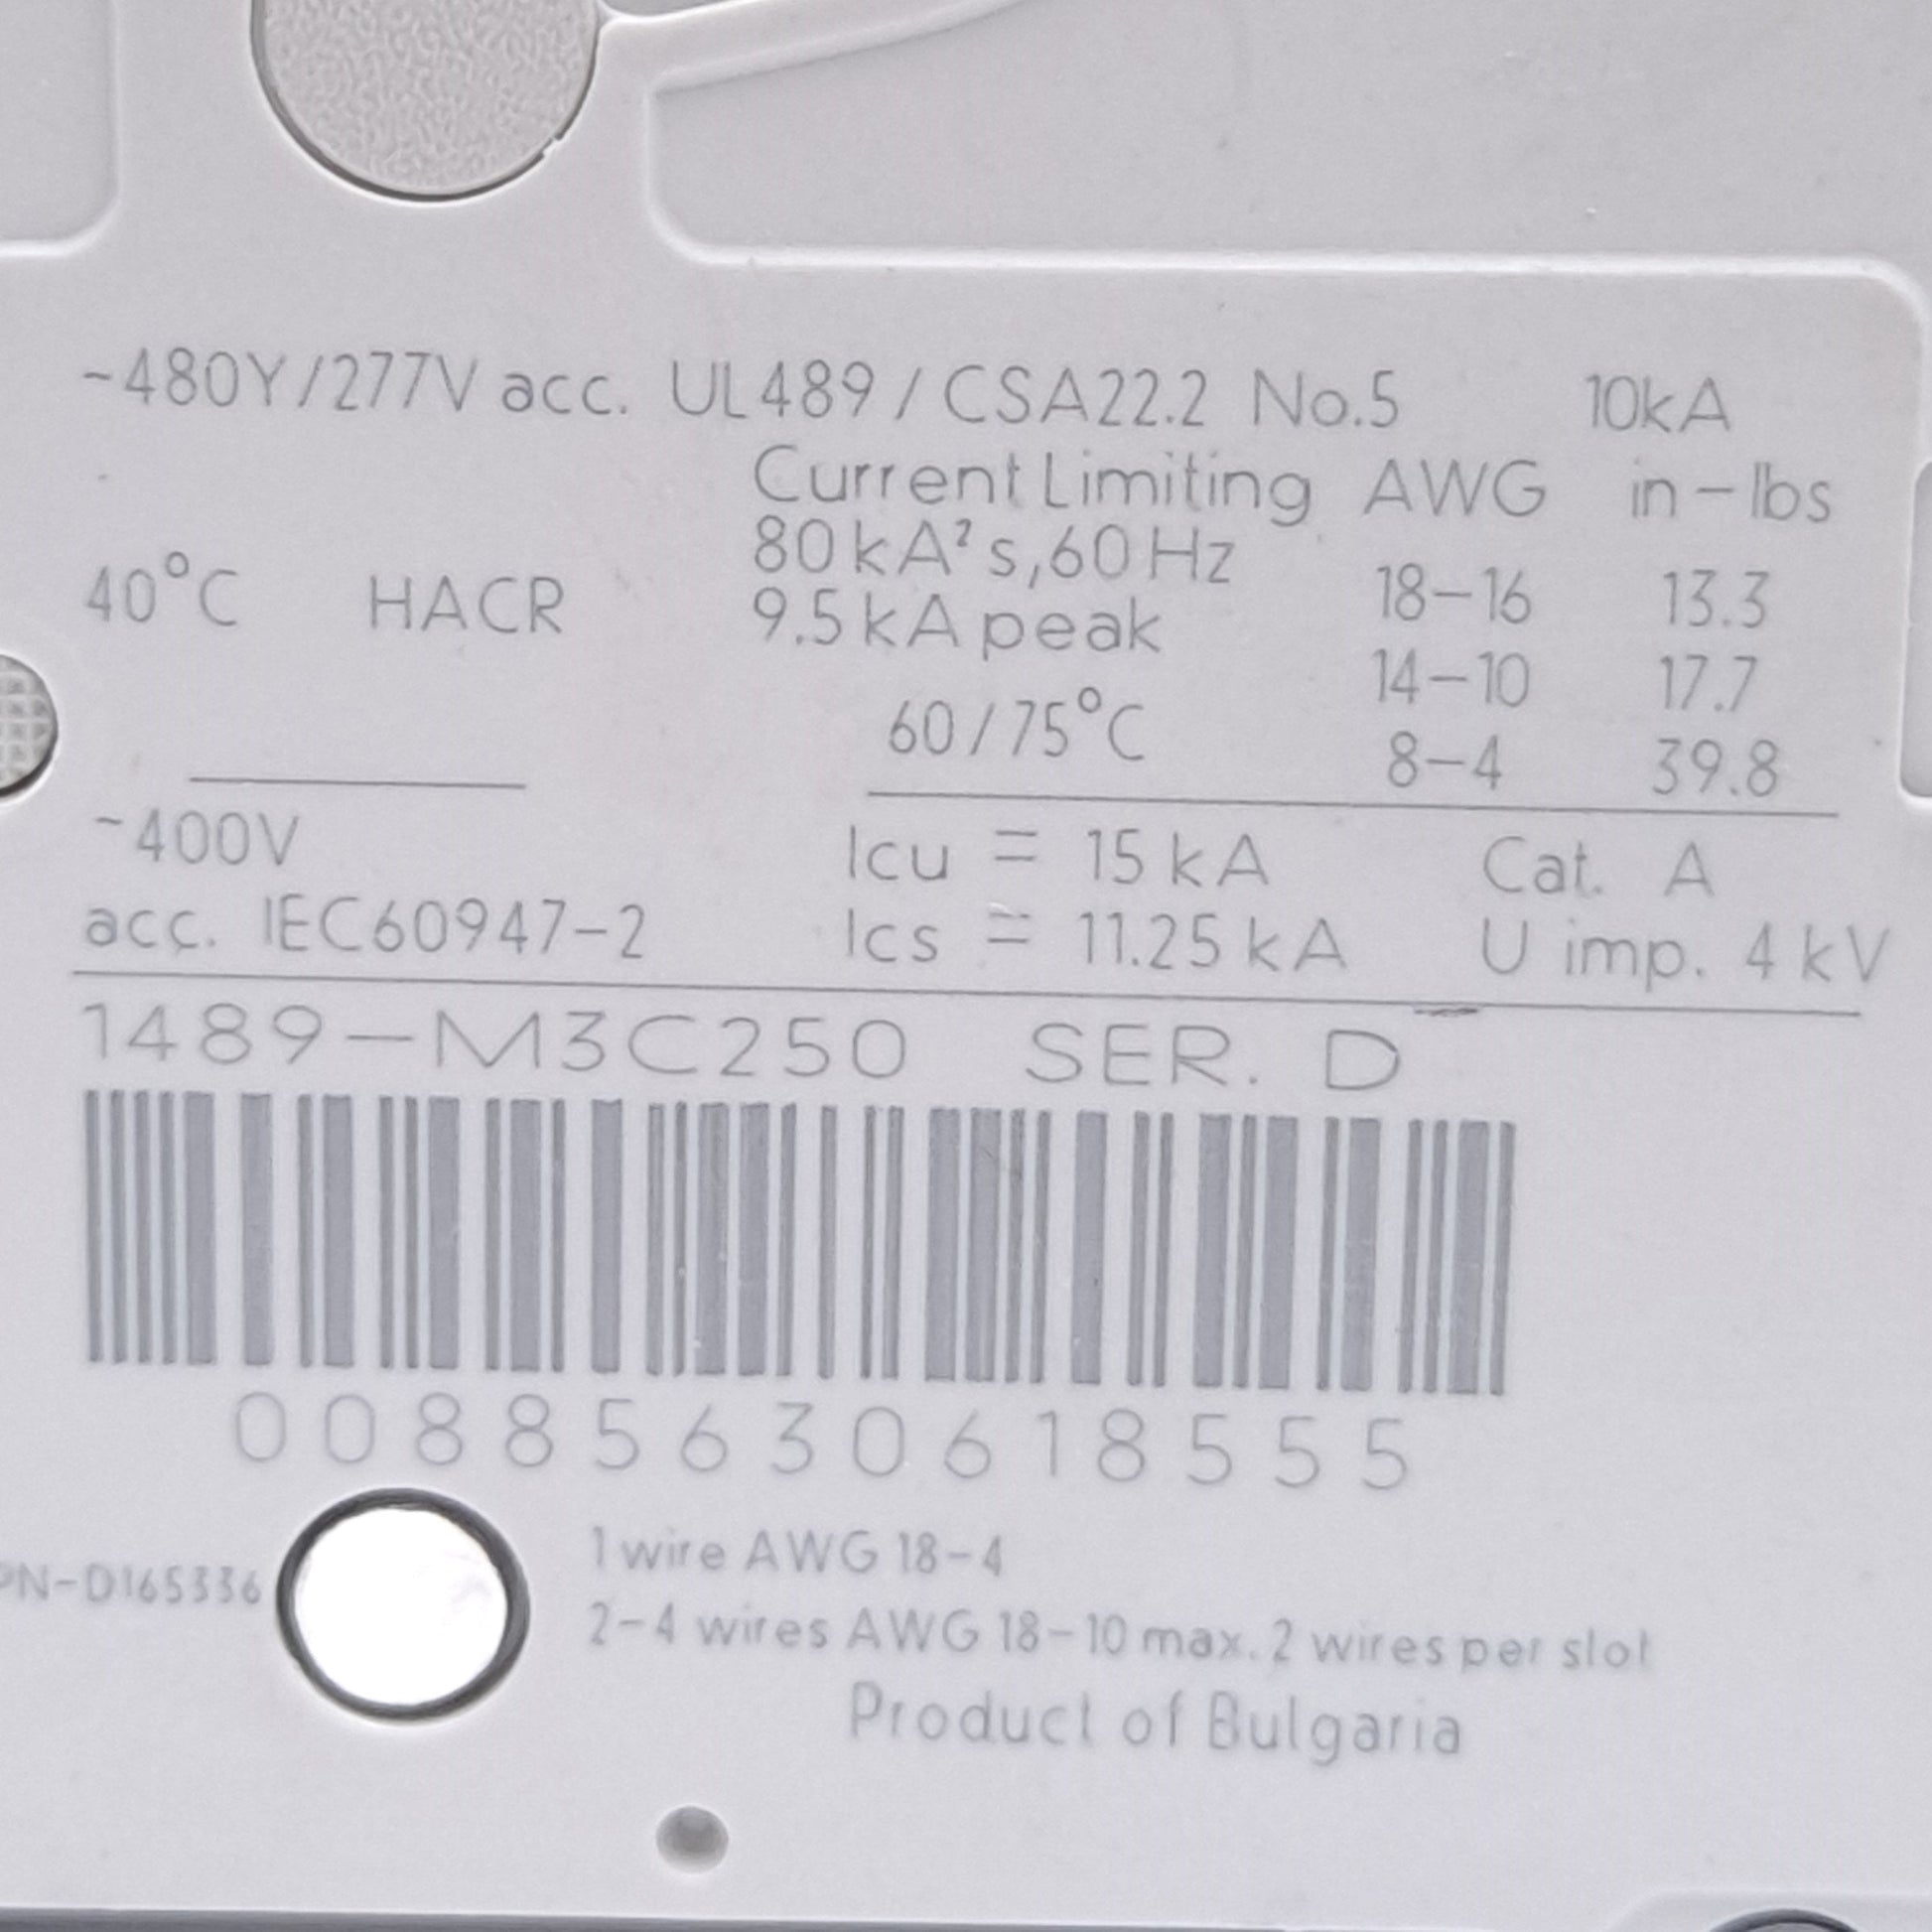 ~480Y/277V acc. UL489 / CSA22.2 No.5 10kA
Current Limiting AWG in-lbs
80 kA²s, 60 Hz
40°C HACR 9.5 kA peak 18-16 13.3
14-10 17.7
60/75°C 8-4 39.8
~400V Icu = 15 kA Cat. A
acc. IEC60947-2 Ics = 11.25 kA U imp. 4 kV
1489-M3C250 SER. D
00885630618555
1 wire AWG 18-4
PN-D165336
2-4 wires AWG 18-10 max. 2 wires per slot
Product of Bulgaria